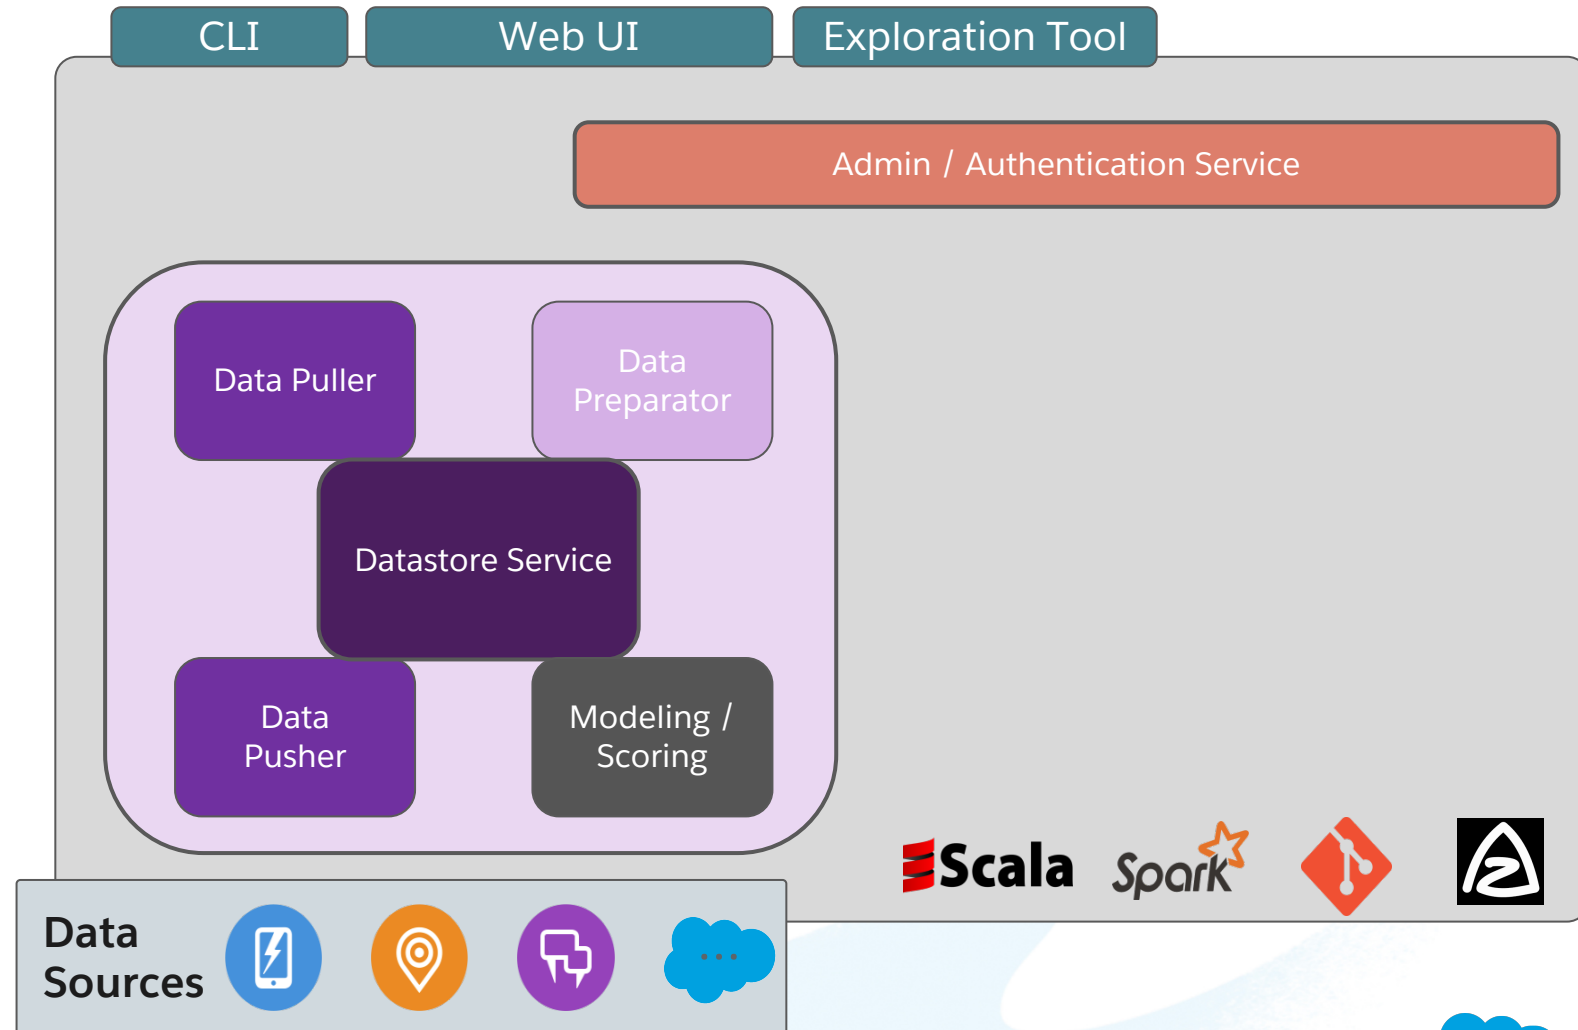 CLI
Web UI
Exploration Tool
Admin / Authentication Service
Data Puller
Data
Preparator
Datastore Service
Data
Pusher
Modeling /
Scoring
Scala
Spark
Data
Sources
...